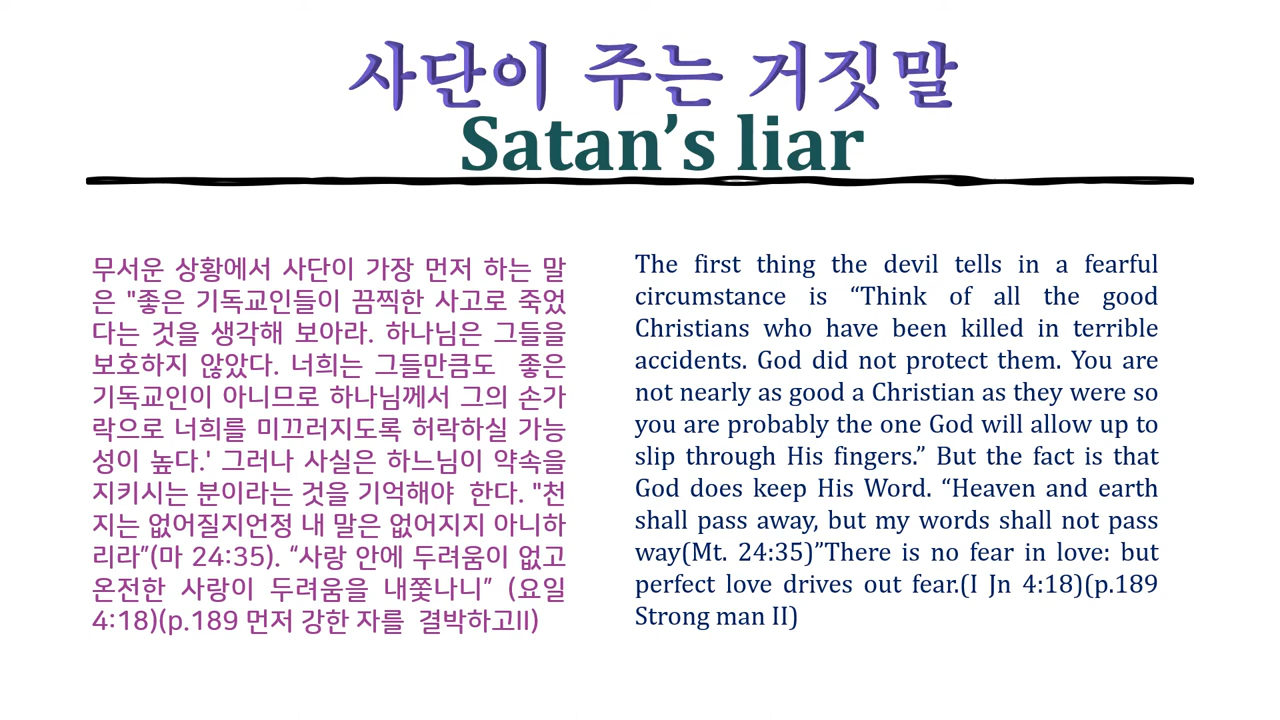 사단이 주는 거짓말
Satan’s liar
무서운 상황에서 사단이 가장 먼저 하는 말
은 "좋은 기독교인들이 끔찍한 사고로 죽었
다는 것을 생각해 보아라. 하나님은 그들을
보호하지 않았다. 너희는 그들만큼도 좋은
기독교인이 아니므로 하나님께서 그의 손가
락으로 너희를 미끄러지도록 허락하실 가능
성이 높다.' 그러나 사실은 하느님이 약속을
지키시는 분이라는 것을 기억해야 한다. "천
지는 없어질지언정 내 말은 없어지지 아니하
리라”(마 24:35). “사랑 안에 두려움이 없고
온전한 사랑이 두려움을 내쫓나니” (요일
4:18)(p.189 먼저 강한 자를 결박하고II)
The first thing the devil tells in a fearful
circumstance is “Think of all the good
Christians who have been killed in terrible
accidents. God did not protect them. You are
not nearly as good a Christian as they were so
you are probably the one God will allow up to
slip through His fingers.” But the fact is that
God does keep His Word. “Heaven and earth
shall pass away, but my words shall not pass
way(Mt. 24:35)”There is no fear in love: but
perfect love drives out fear.(I Jn 4:18)(p.189
Strong man II)